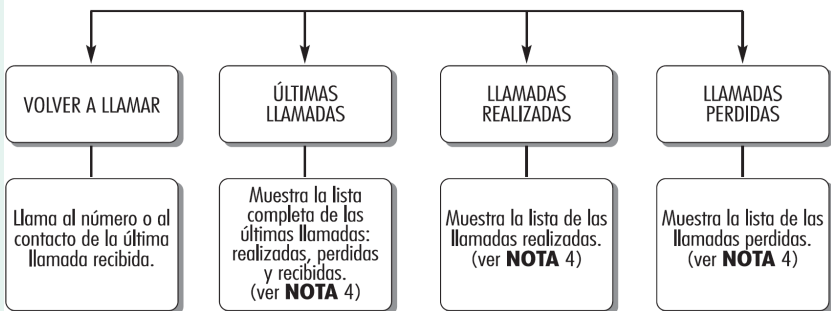 VOLVER A LLAMAR
ÚLTIMAS
LLAMADAS
LLAMADAS
REALIZADAS
LLAMADAS
PERDIDAS
Llama al número o al
contacto de la última
llamada recibida.
Muestra la lista
completa de las
últimas llamadas:
realizadas, perdidas
y recibidas.
(ver NOTA 4)
Muestra la lista de las
llamadas realizadas.
(ver NOTA 4)
Muestra la lista de las
llamadas perdidas.
(ver NOTA 4)